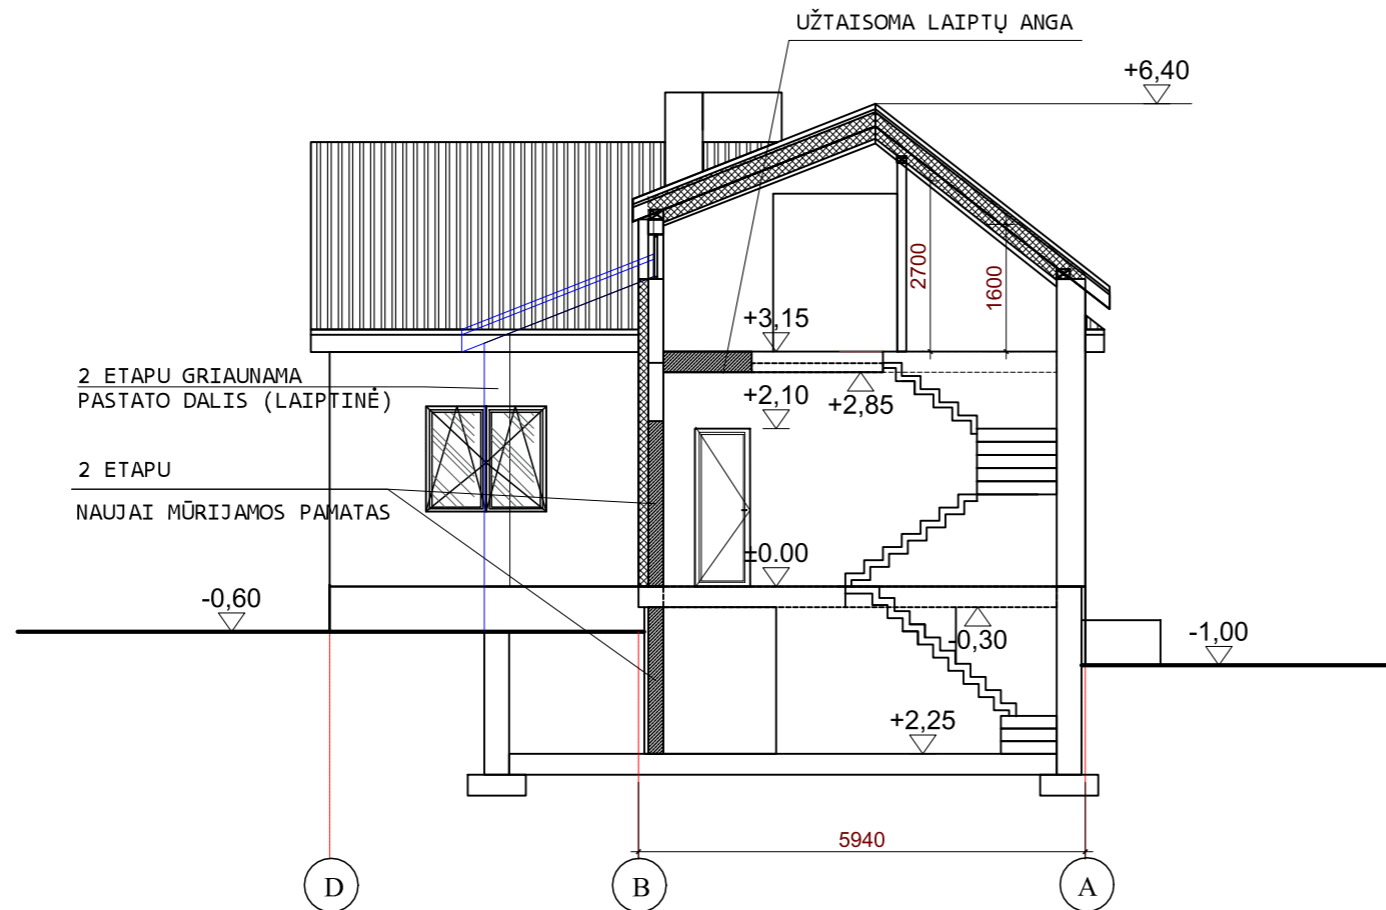 UŽTAISOMA LAIPTŲ ANGA
+6,40
2700
1600
+3,15
2 ETAPU GRIAUNAMA
PASTATO DALIS (LAIPTINĖ)
+2,10
+2,85
2 ETAPU
NAUJAI MŪRIJAMOS PAMATAS
±0.00
-0,60
-0,30
-1,00
+2,25
5940
D
B
A